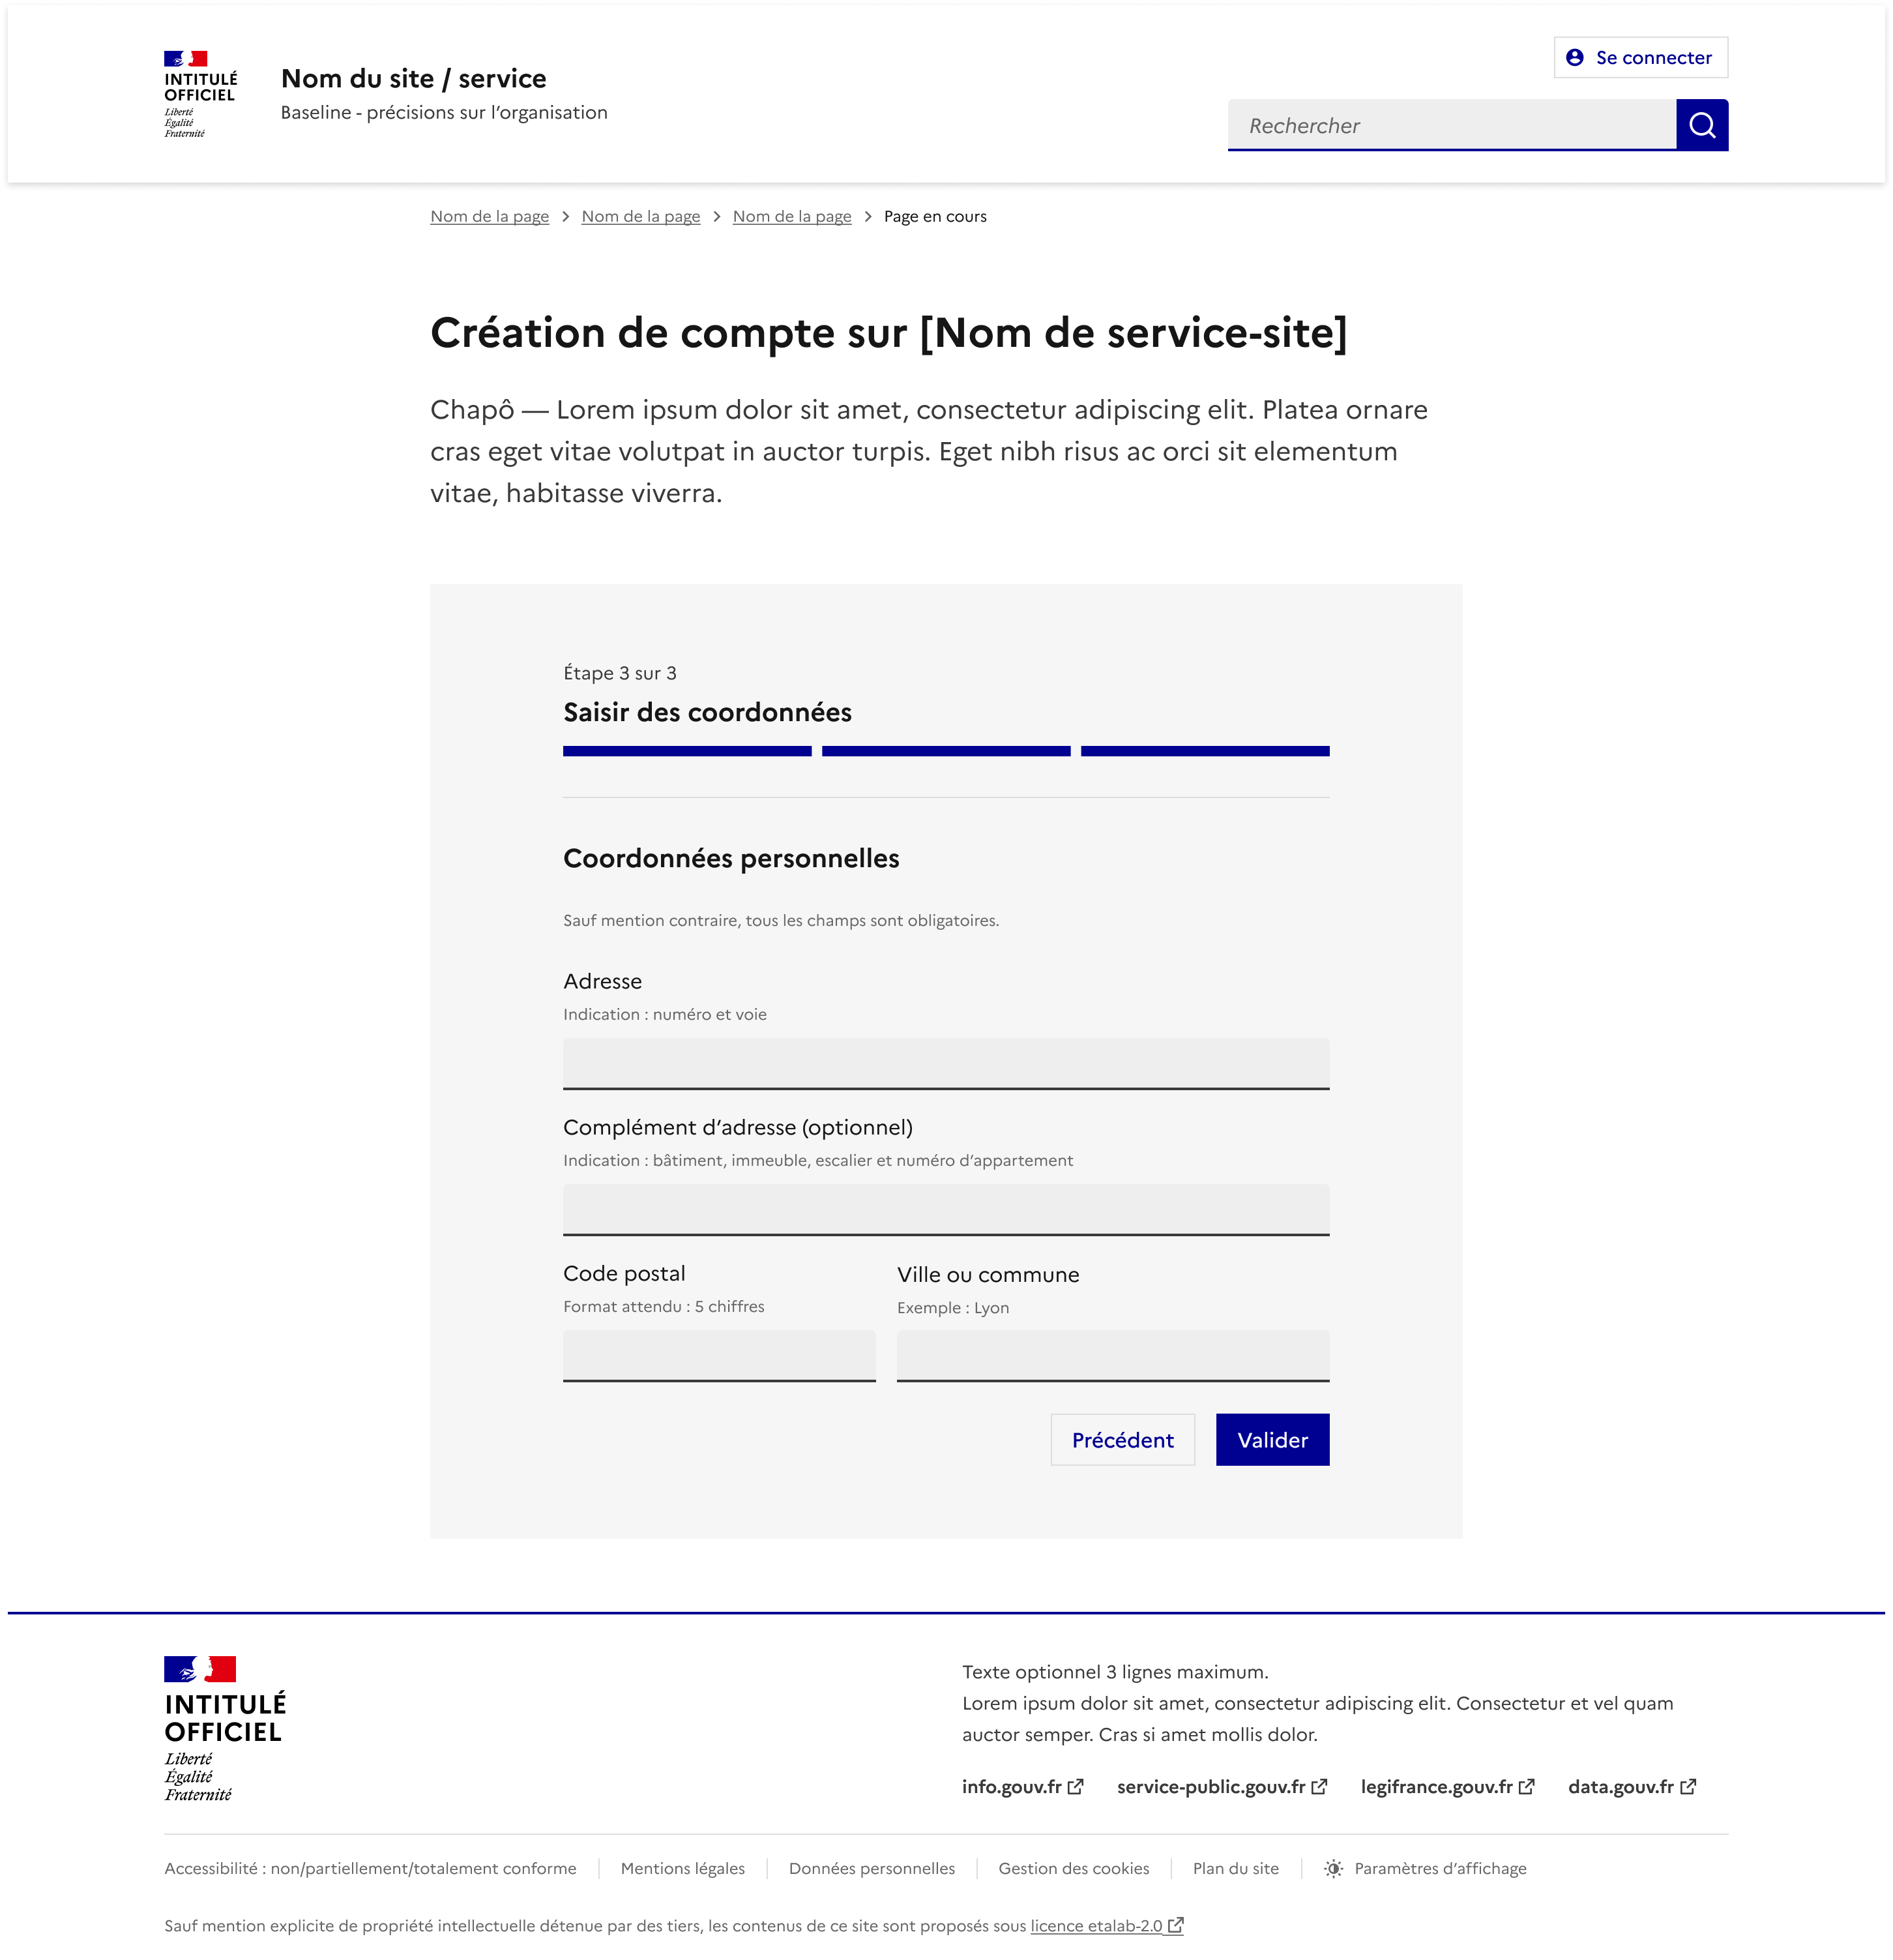 INTITULÉ
OFFICIEL
Liberté
Égalité
Fraternité
Nom du site / service
Baseline - précisions sur l’organisation
Se connecter
Rechercher
Nom de la page > Nom de la page > Nom de la page > Page en cours
Création de compte sur [Nom de service-site]
Chapô — Lorem ipsum dolor sit amet, consectetur adipiscing elit. Platea ornare
cras eget vitae volutpat in auctor turpis. Eget nibh risus ac orci sit elementum
vitae, habitasse viverra.
Étape 3 sur 3
Saisir des coordonnées
Coordonnées personnelles
Sauf mention contraire, tous les champs sont obligatoires.
Adresse
Indication : numéro et voie
Complément d’adresse (optionnel)
Indication : bâtiment, immeuble, escalier et numéro d’appartement
Code postal
Format attendu : 5 chiffres
Ville ou commune
Exemple : Lyon
Précédent
Valider
INTITULÉ
OFFICIEL
Liberté
Égalité
Fraternité
Texte optionnel 3 lignes maximum.
Lorem ipsum dolor sit amet, consectetur adipiscing elit. Consectetur et vel quam
auctor semper. Cras si amet mollis dolor.
info.gouv.fr service-public.gouv.fr legifrance.gouv.fr data.gouv.fr
Accessibilité : non/partiellement/totalement conforme Mentions légales Données personnelles Gestion des cookies Plan du site Paramètres d’affichage
Sauf mention explicite de propriété intellectuelle détenue par des tiers, les contenus de ce site sont proposés sous licence etalab-2.0